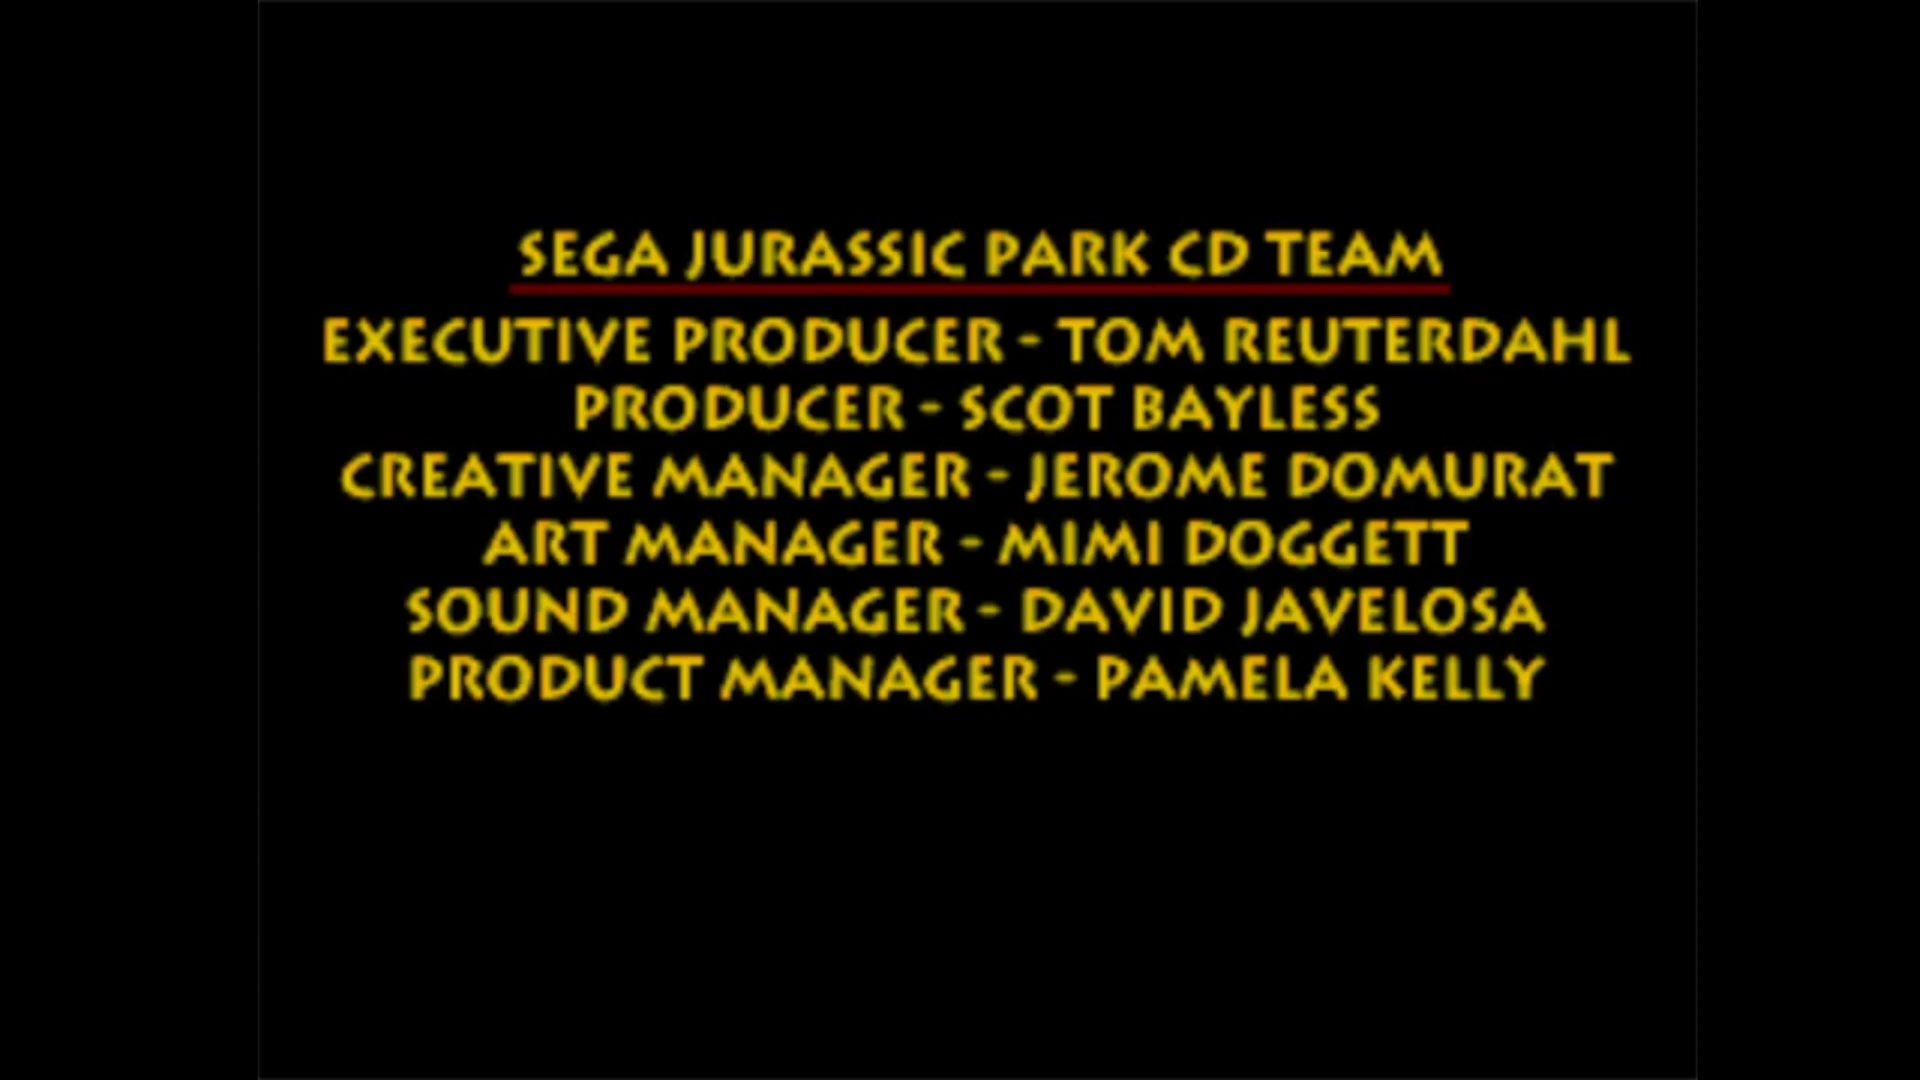 SEGA JURASSIC PARK CD TEAM
EXECUTIVE PRODUCER - TOM REUTERDAHL
PRODUCER - SCOT BAYLESS
CREATIVE MANAGER - JEROME DOMURAT
ART MANAGER - MIMI DOGGETT
SOUND MANAGER - DAVID JAVELOSA
PRODUCT MANAGER - PAMELA KELLY